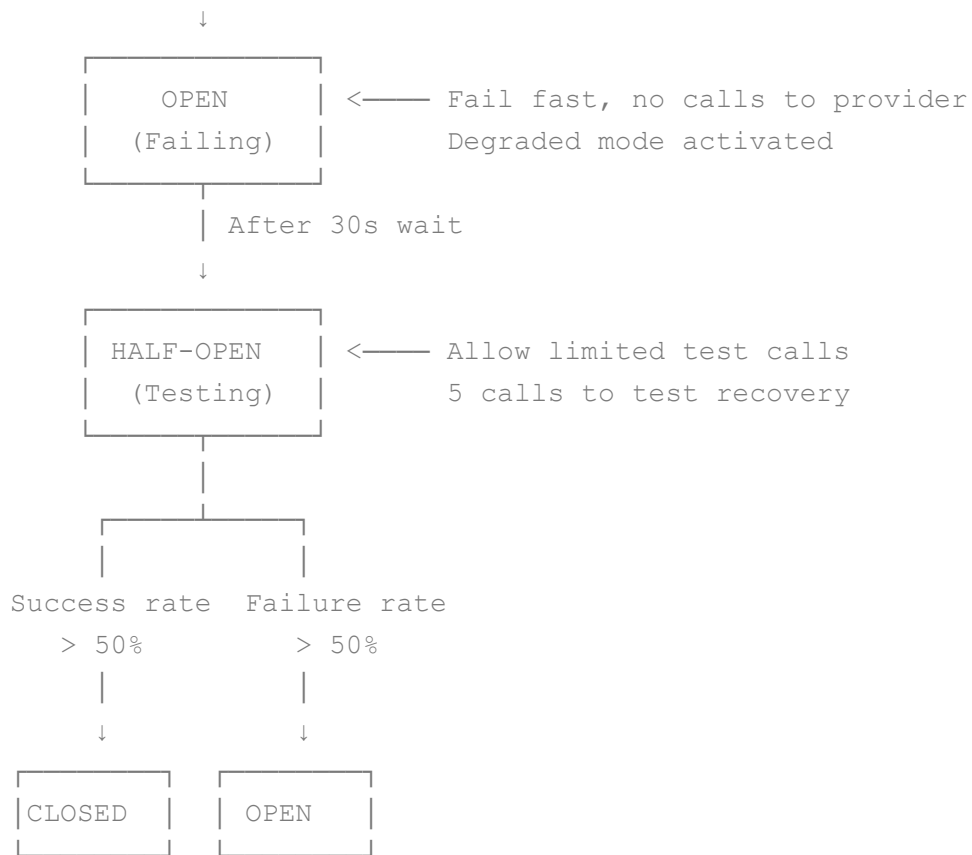 OPEN <—— Fail fast, no calls to provider
(Failing) Degraded mode activated
After 30s wait
HALF-OPEN <—— Allow limited test calls
(Testing) 5 calls to test recovery
Success rate Failure rate
> 50% > 50%
CLOSED OPEN